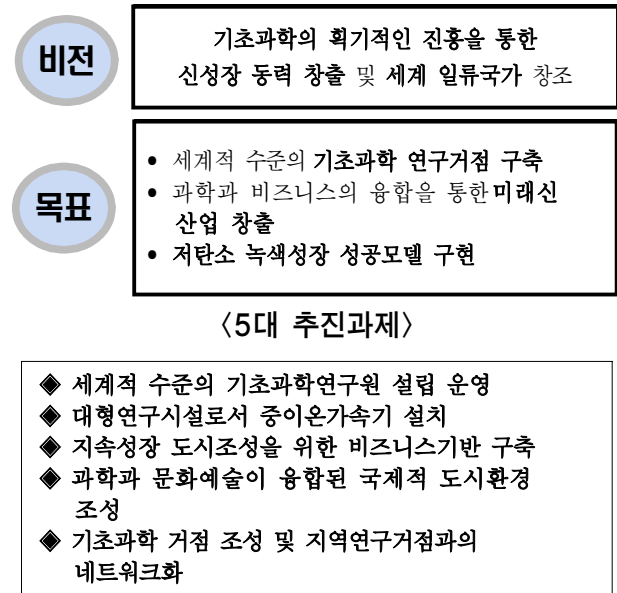 비전
기초과학의 획기적인 진흥을 통한
신성장 동력 창출 및 세계 일류국가 창조
목표
• 세계적 수준의 기초과학 연구거점 구축
• 과학과 비즈니스의 융합을 통한미래신
산업 창출
• 저탄소 녹색성장 성공모델 구현
〈5대 추진과제〉
◈ 세계적 수준의 기초과학연구원 설립 운영
◈ 대형연구시설로서 중이온가속기 설치
◈ 지속성장 도시조성을 위한 비즈니스기반 구축
◈ 과학과 문화예술이 융합된 국제적 도시환경
조성
◈ 기초과학 거점 조성 및 지역연구거점과의
네트워크화